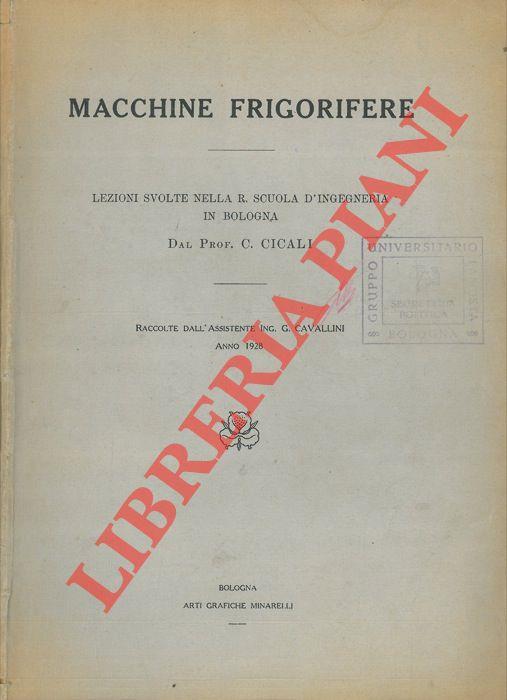 MACCHINE FRIGORIFERE
LEZIONI SVOLTE NELLA R. SCUOLA D'INGEGNERIA
IN BOLOGNA
DAL PROF. C. CICALI
RACCOLTE DALL'ASSISTENTE ING. G. CAVALLINI
ANNO 1928
GRUPPO
UNIVERSITARIO
BOLOGNA
BOLOGNA
ARTI GRAFICHE MINARELLI
LIBRERIA PIANI